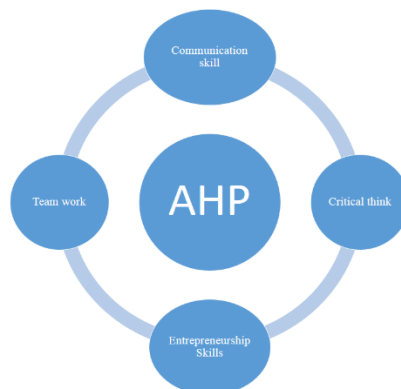 Communication
skill
Team work
AHP
Critical think
Entrepreneurship
Skills